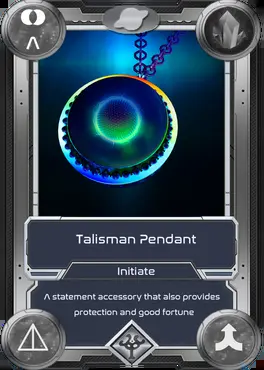 Talisman Pendant
Initiate
A statement accessory that also provides
protection and good fortune